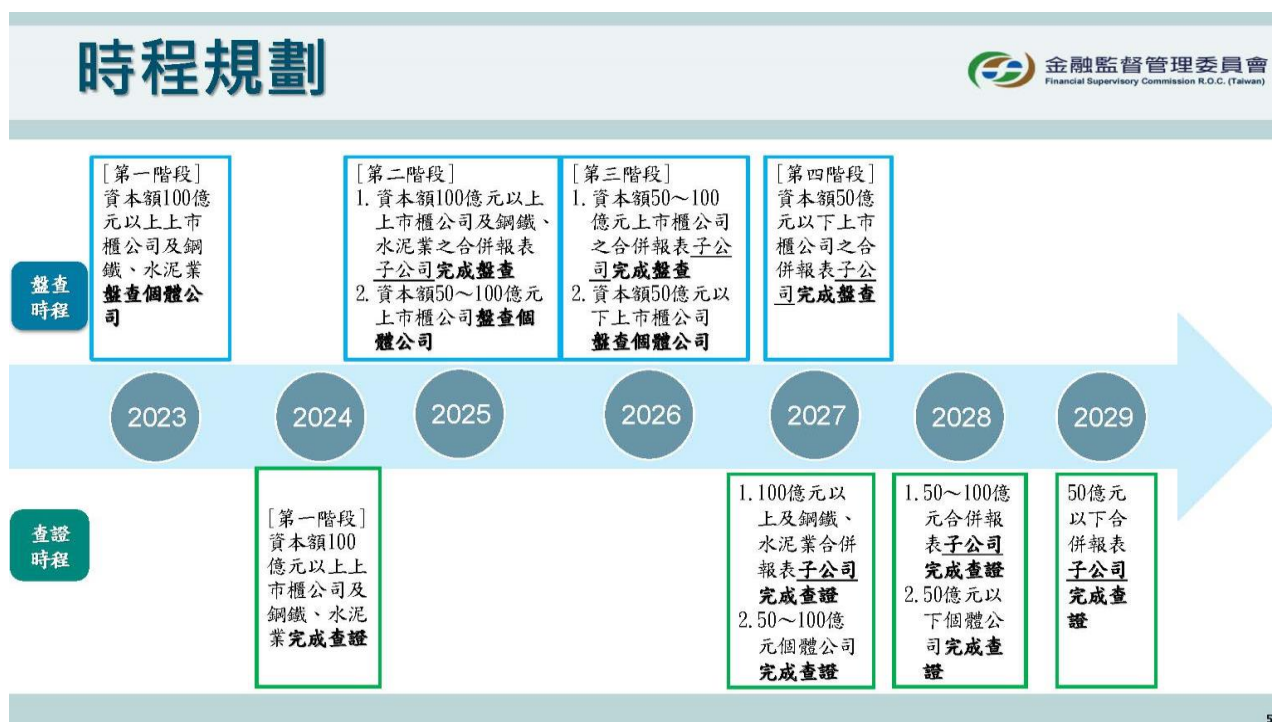 時程規劃
金融監督管理委員會
Financial Supervisory Commission R.O.C. (Taiwan)
盤查
時程
[第一階段]
資本額100億
元以上上市
櫃公司及鋼
鐵、水泥業
盤查個體公
司
[第二階段]
1. 資本額100億元以上
上市櫃公司及鋼鐵、
水泥業之合併報表
子公司完成盤查
2. 資本額50～100億元
上市櫃公司盤查個
體公司
[第三階段]
1. 資本額50～100
億元上市櫃公司
之合併報表子公
司完成盤查
2. 資本額50億元以
下上市櫃公司
盤查個體公司
[第四階段]
資本額50億
元以下上市
櫃公司之合
併報表子公
司完成盤查
2023
2024
2025
2026
2027
2028
2029
查證
時程
[第一階段]
資本額100
億元以上上
市櫃公司及
鋼鐵、水泥
業完成查證
1.100億元以
上及鋼鐵、
水泥業合併
報表子公司
完成查證
2.50～100億
元個體公司
完成查證
1.50～100億
元合併報
表子公司
完成查證
2.50億元以
下個體公
司完成查
證
50億元
以下合
併報表
子公司
完成查
證